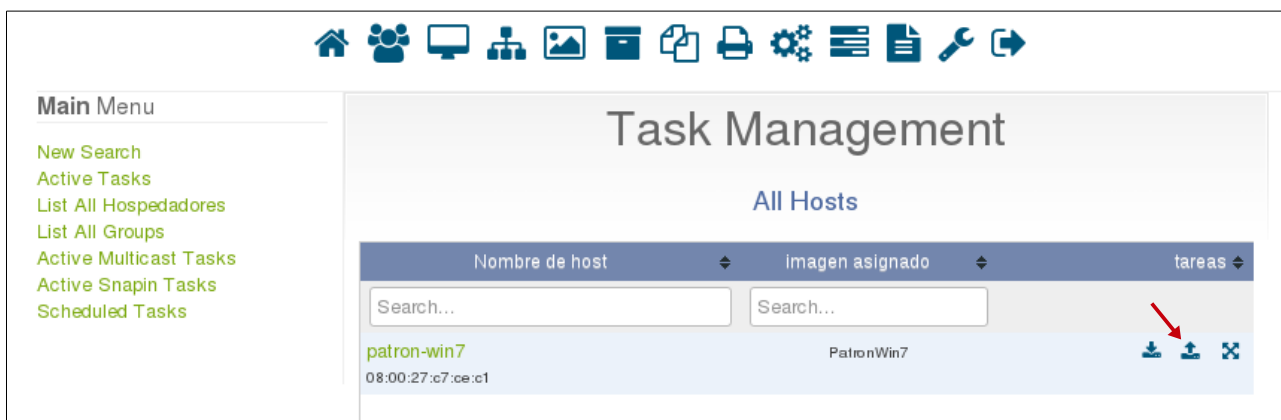 Main Menu
New Search
Active Tasks
List All Hospedadores
List All Groups
Active Multicast Tasks
Active Snapin Tasks
Scheduled Tasks
Task Management
All Hosts
Nombre de host imagen asignado tareas
Search... Search...
patron-win7 PatronWin7
08:00:27:c7:ce:c1